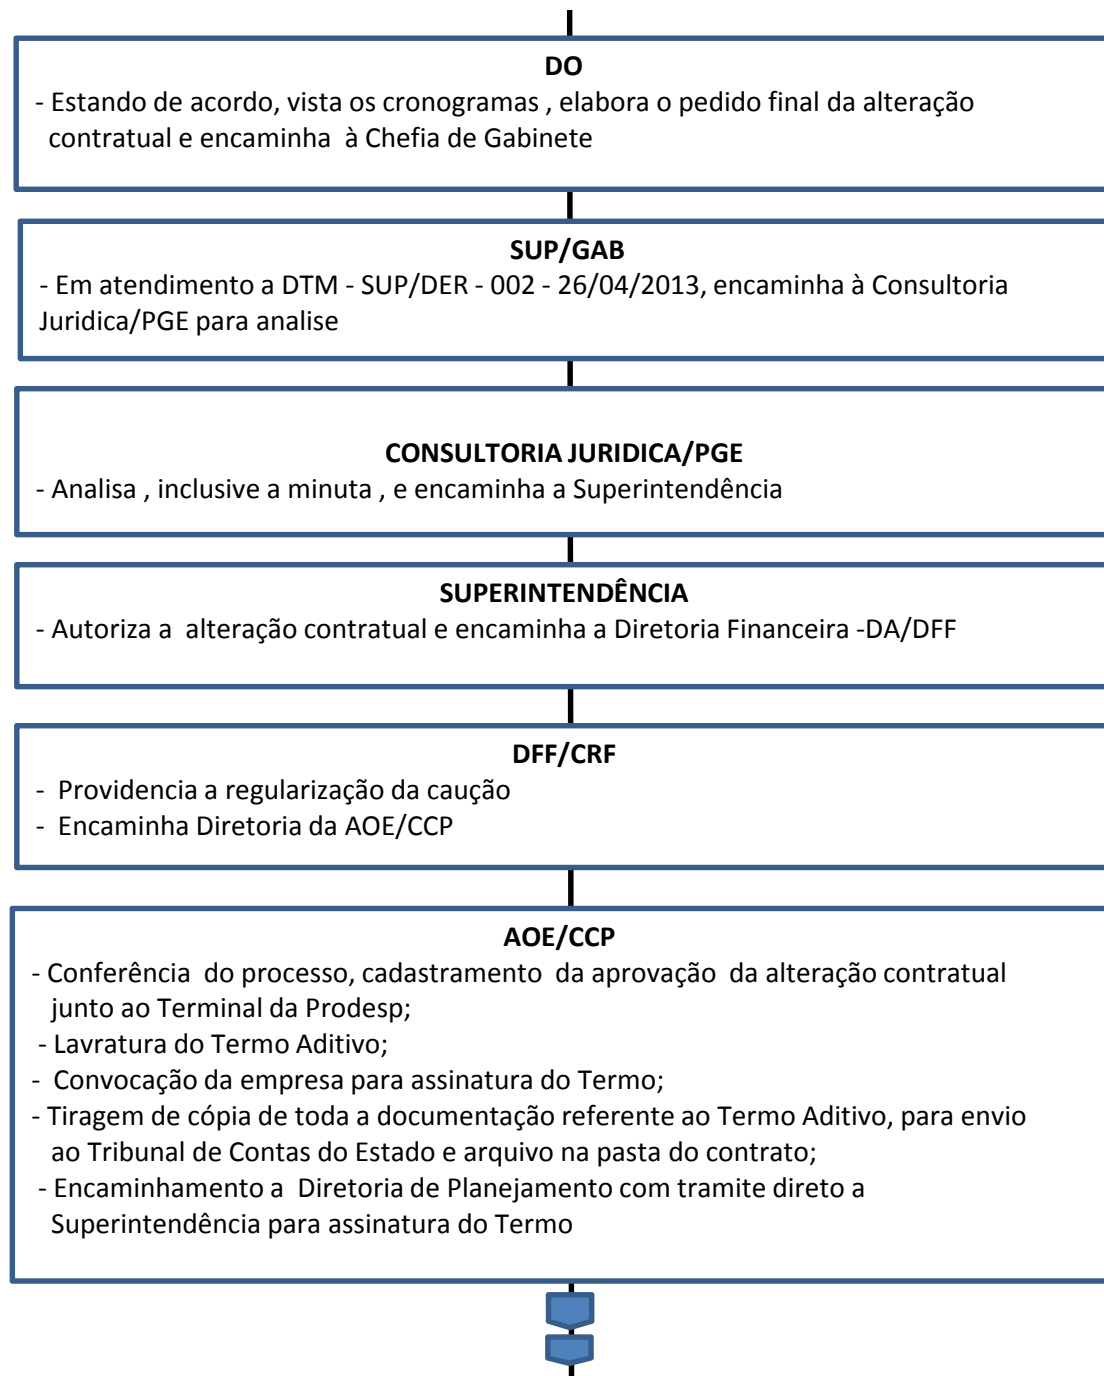 DO
- Estando de acordo, vista os cronogramas , elabora o pedido final da alteração
contratual e encaminha à Chefia de Gabinete
SUP/GAB
- Em atendimento a DTM - SUP/DER - 002 - 26/04/2013, encaminha à Consultoria
Juridica/PGE para analise
CONSULTORIA JURIDICA/PGE
- Analisa , inclusive a minuta , e encaminha a Superintendência
SUPERINTENDÊNCIA
- Autoriza a alteração contratual e encaminha a Diretoria Financeira -DA/DFF
DFF/CRF
- Providencia a regularização da caução
- Encaminha Diretoria da AOE/CCP
AOE/CCP
- Conferência do processo, cadastramento da aprovação da alteração contratual
junto ao Terminal da Prodesp;
- Lavratura do Termo Aditivo;
- Convocação da empresa para assinatura do Termo;
- Tiragem de cópia de toda a documentação referente ao Termo Aditivo, para envio
ao Tribunal de Contas do Estado e arquivo na pasta do contrato;
- Encaminhamento a Diretoria de Planejamento com tramite direto a
Superintendência para assinatura do Termo